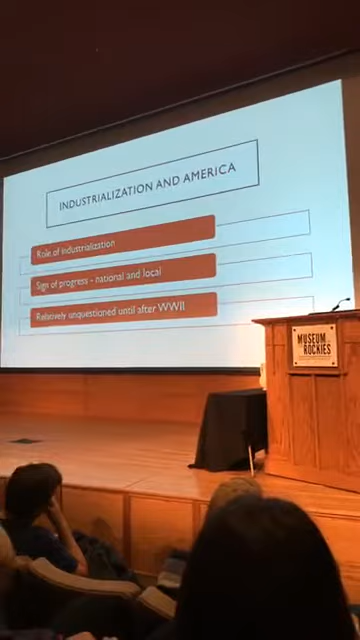 INDUSTRIALIZATION AND AMERICA
Role of industrialization
Sign of progress - national and local
Relatively unquestioned until after WWII
MUSEUM
OF THE
ROCKIES